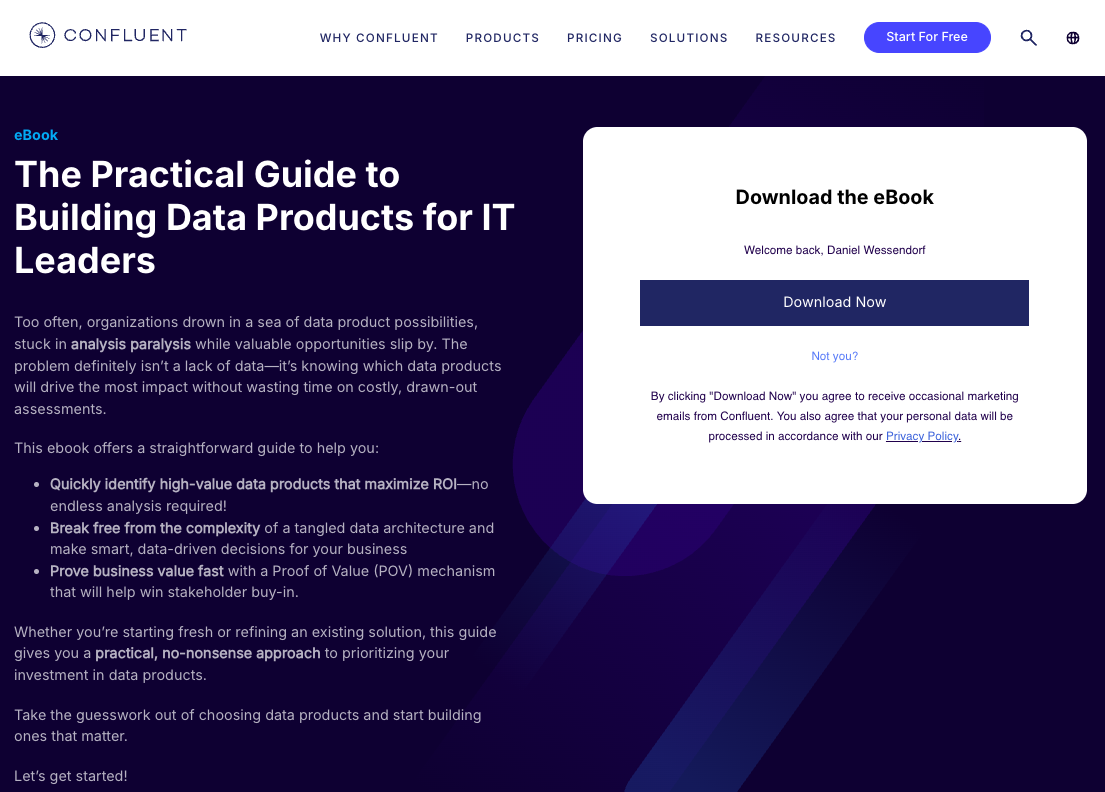 CONFLUENT
WHY CONFLUENT
PRODUCTS
PRICING
SOLUTIONS
RESOURCES
Start For Free
eBook
The Practical Guide to
Building Data Products for IT
Leaders
Too often, organizations drown in a sea of data product possibilities,
stuck in analysis paralysis while valuable opportunities slip by. The
problem definitely isn’t a lack of data—it’s knowing which data products
will drive the most impact without wasting time on costly, drawn-out
assessments.
This ebook offers a straightforward guide to help you:
• Quickly identify high-value data products that maximize ROI—no
endless analysis required!
• Break free from the complexity of a tangled data architecture and
make smart, data-driven decisions for your business
• Prove business value fast with a Proof of Value (POV) mechanism
that will help win stakeholder buy-in.
Whether you’re starting fresh or refining an existing solution, this guide
gives you a practical, no-nonsense approach to prioritizing your
investment in data products.
Take the guesswork out of choosing data products and start building
ones that matter.
Let’s get started!
Download the eBook
Welcome back, Daniel Wessendorf
Download Now
Not you?
By clicking "Download Now" you agree to receive occasional marketing
emails from Confluent. You also agree that your personal data will be
processed in accordance with our Privacy Policy.